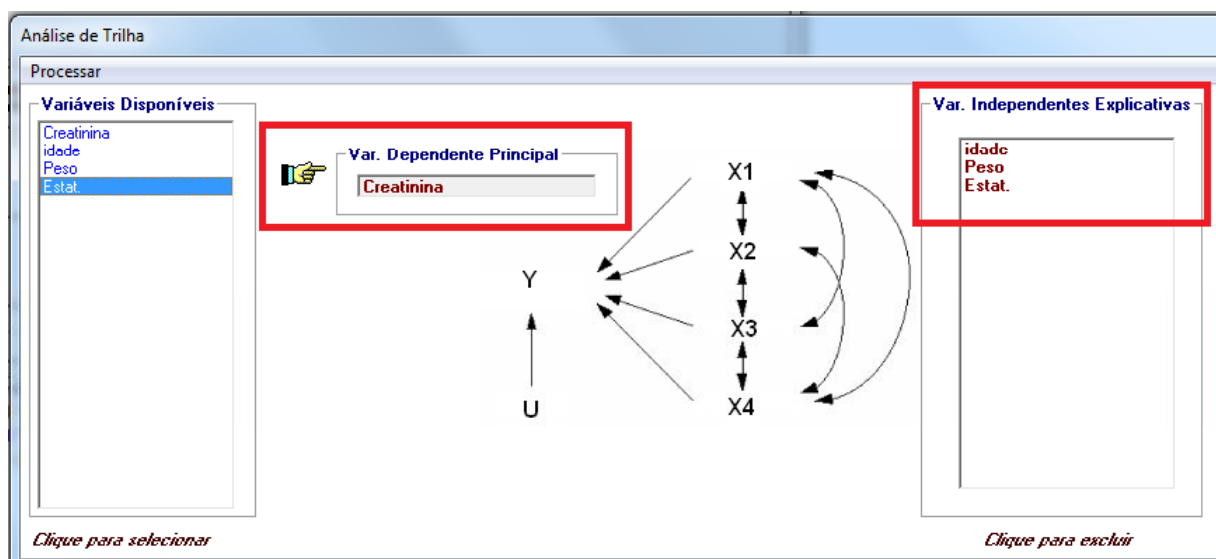 Análise de Trilha
Processar
Variáveis Disponíveis
Creatinina
idade
Peso
Estat.
Var. Dependente Principal
Creatinina
X1
X2
X3
X4
Y
U
Var. Independentes Explicativas
idade
Peso
Estat.
Clique para selecionar
Clique para excluir